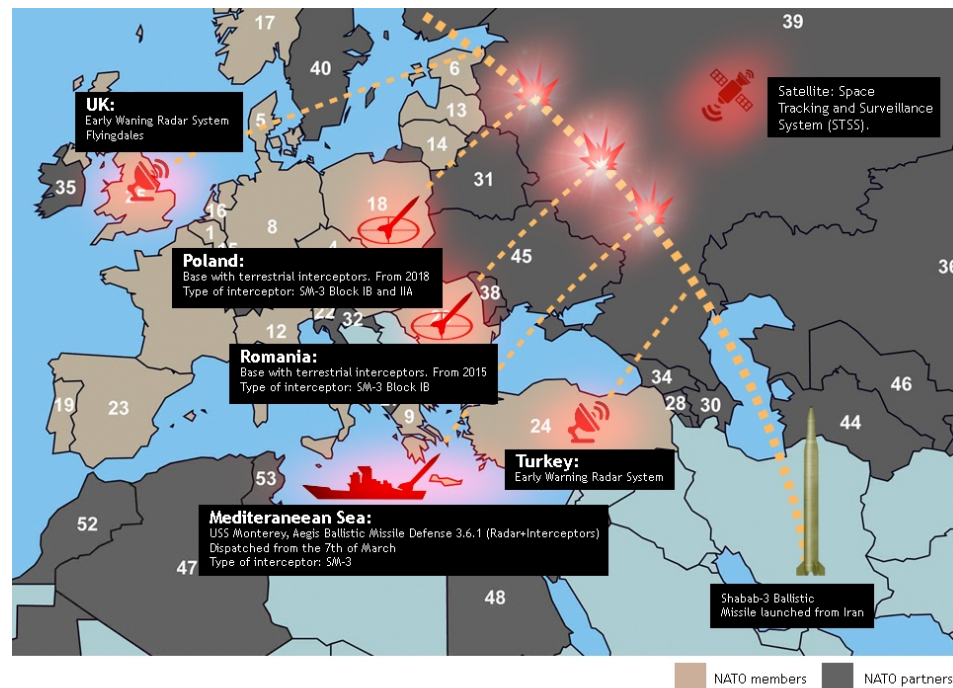 17
39
40
6
UK:
Early Waning Radar System
Flyingdales
Satellite: Space
Tracking and Surveillance
System (STSS).
5
13
14
35
31
16
18
8
1
45
Poland:
Base with terrestrial interceptors. From 2018
Type of interceptor: SM-3 Block IB and IIA
36
38
22
32
12
Romania:
Base with terrestrial interceptors. From 2015
Type of interceptor: SM-3 Block IB
34
46
19
23
28
30
9
24
44
Turkey:
Early Warning Radar System
53
Mediteraneean Sea:
USS Monterey, Aegis Ballistic Missile Defense 3.6.1 (Radar+Interceptors)
Dispatched from the 7th of March
Type of interceptor: SM-3
52
47
48
Shabab-3 Ballistic
Missile launched from Iran
NATO members
NATO partners